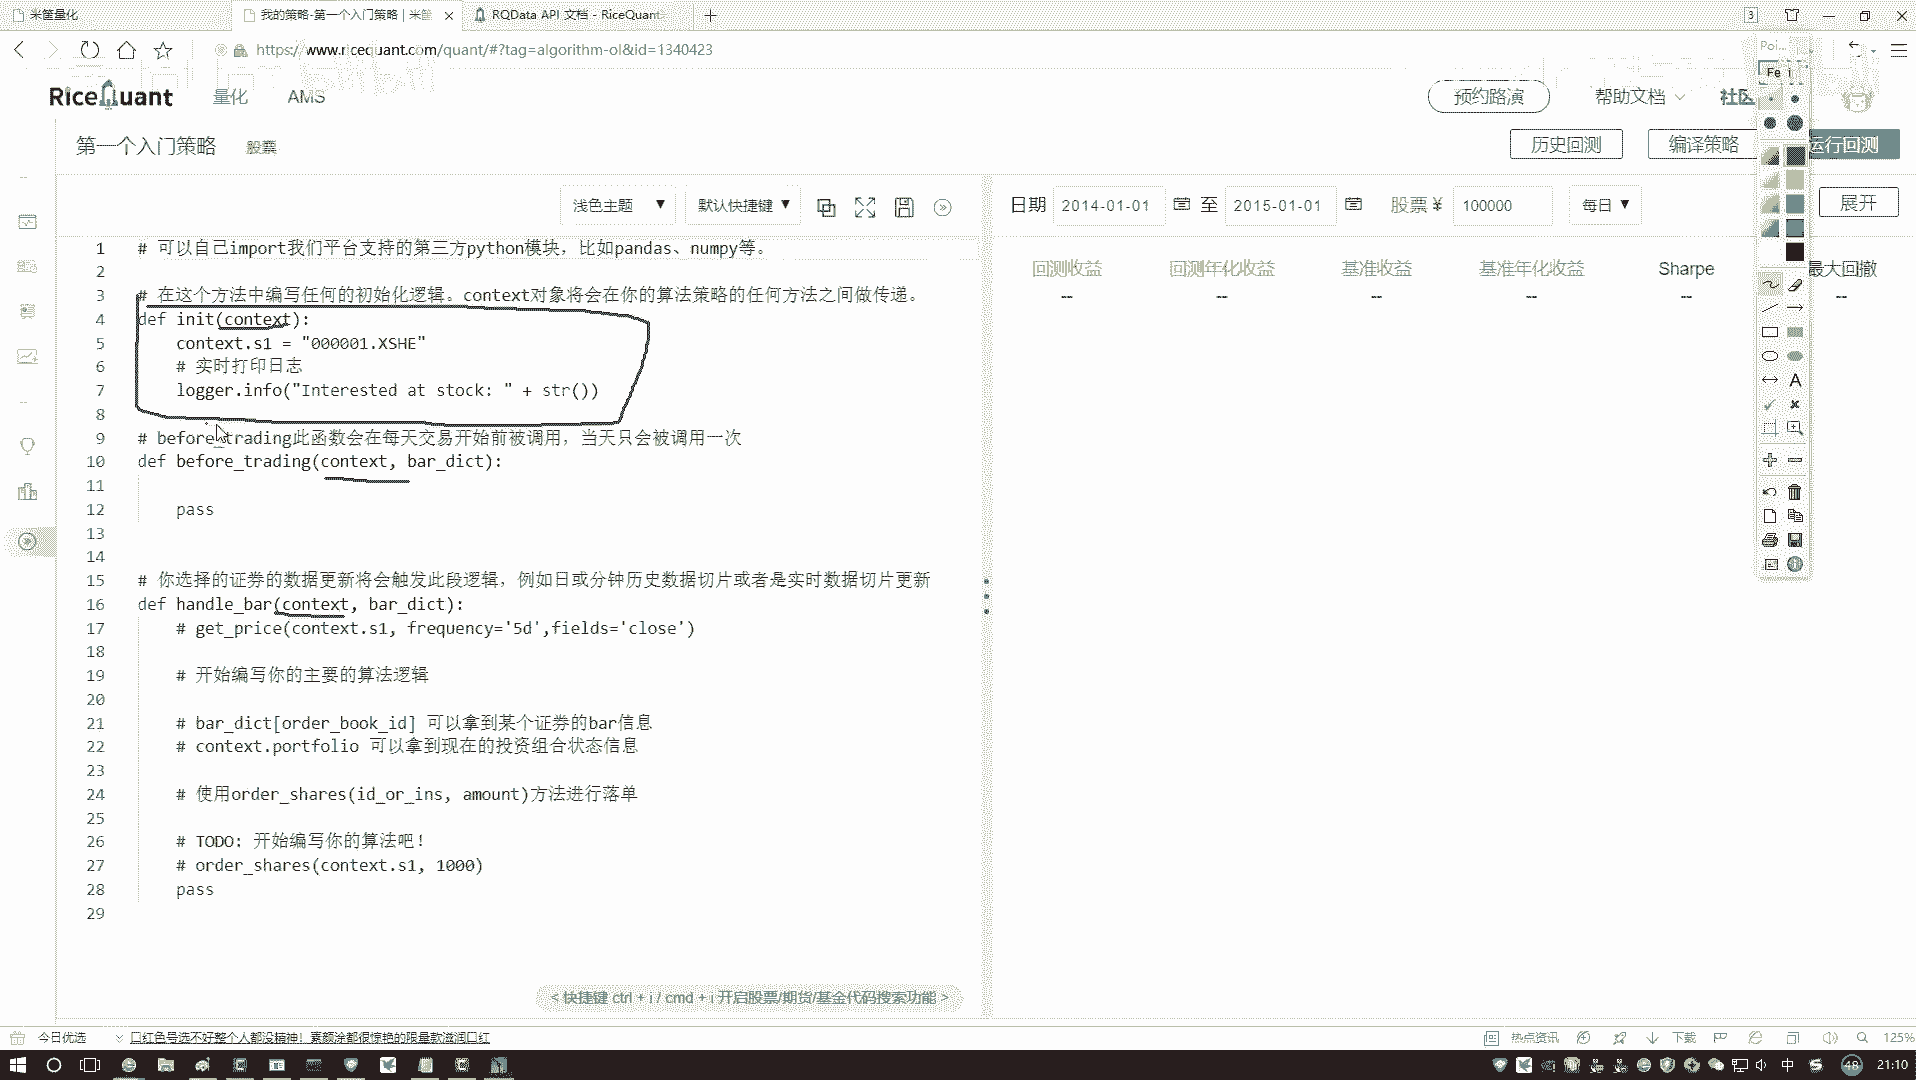 米筐量化
我的策略-第一个入门策略 | 米筐
RQData API 文档 - RiceQuant
3
https://www.ricequant.com/quant/#?tag=algorithm-ol&id=1340423
RiceQuant
量化
AMS
预约路演
帮助文档
社区
第一个入门策略
股票
历史回测
编译策略
运行回测
浅色主题
默认快捷键
日期
2014-01-01
至
2015-01-01
股票 ¥
100000
每日
展开
回测收益
回测年化收益
基准收益
基准年化收益
Sharpe
最大回撤
--
--
--
--
--
--
1 # 可以自己import我们平台支持的第三方python模块，比如pandas、numpy等。
2
3 # 在这个方法中编写任何的初始化逻辑。context对象将会在你的算法策略的任何方法之间做传递。
4 def init(context):
5 context.s1 = "000001.XSHE"
6 # 实时打印日志
7 logger.info("Interested at stock: " + str())
8
9 # before_trading此函数会在每天交易开始前被调用，当天只会被调用一次
10 def before_trading(context, bar_dict):
11
12 pass
13
14
15 # 你选择的证券的数据更新将会触发此段逻辑，例如日或分钟历史数据切片或者是实时数据切片更新
16 def handle_bar(context, bar_dict):
17 # get_price(context.s1, frequency='5d',fields='close')
18
19 # 开始编写你的主要的算法逻辑
20
21 # bar_dict[order_book_id] 可以拿到某个证券的bar信息
22 # context.portfolio 可以拿到现在的投资组合状态信息
23
24 # 使用order_shares(id_or_ins, amount)方法进行落单
25
26 # TODO: 开始编写你的算法吧！
27 # order_shares(context.s1, 1000)
28 pass
29
< 快捷键 ctrl + i / cmd + i 开启股票/期货/基金代码搜索功能 >
今日优选
口红色号选不好整个人都没精神！素颜涂都很惊艳的限量款滋润口红
热点资讯
下载
125%
中
48
21:10